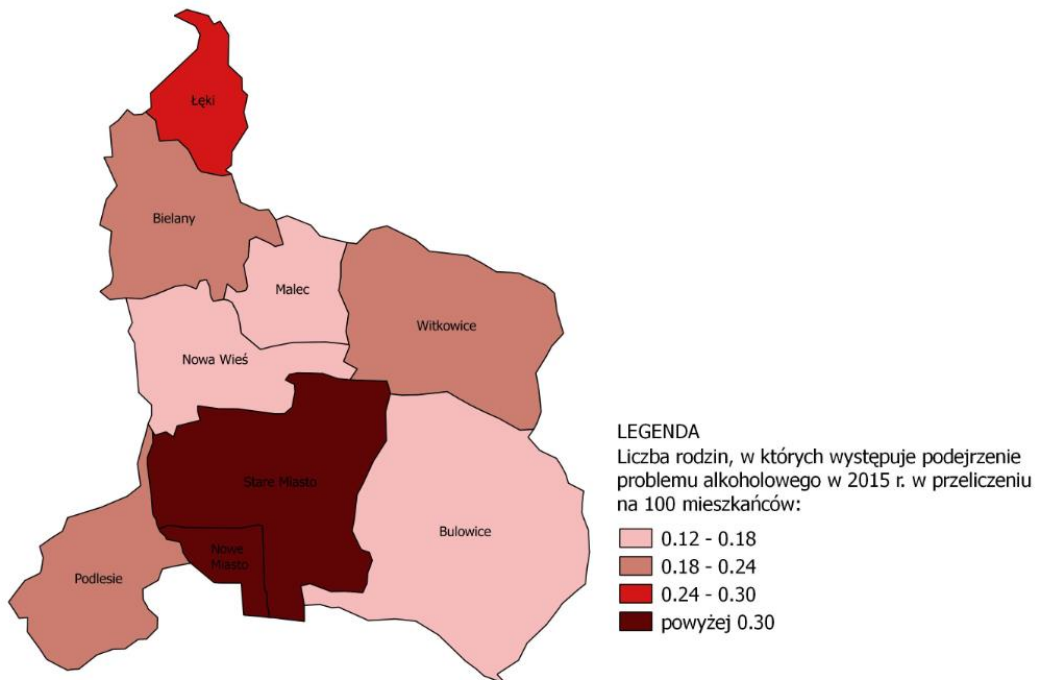 Łęki
Bielany
Malec
Witkowice
Nowa Wieś
Stare Miasto
Bulowice
Nowe
Miasto
Podlesie
LEGENDA
Liczba rodzin, w których występuje podejrzenie
problemu alkoholowego w 2015 r. w przeliczeniu
na 100 mieszkańców:
0.12 - 0.18
0.18 - 0.24
0.24 - 0.30
powyżej 0.30